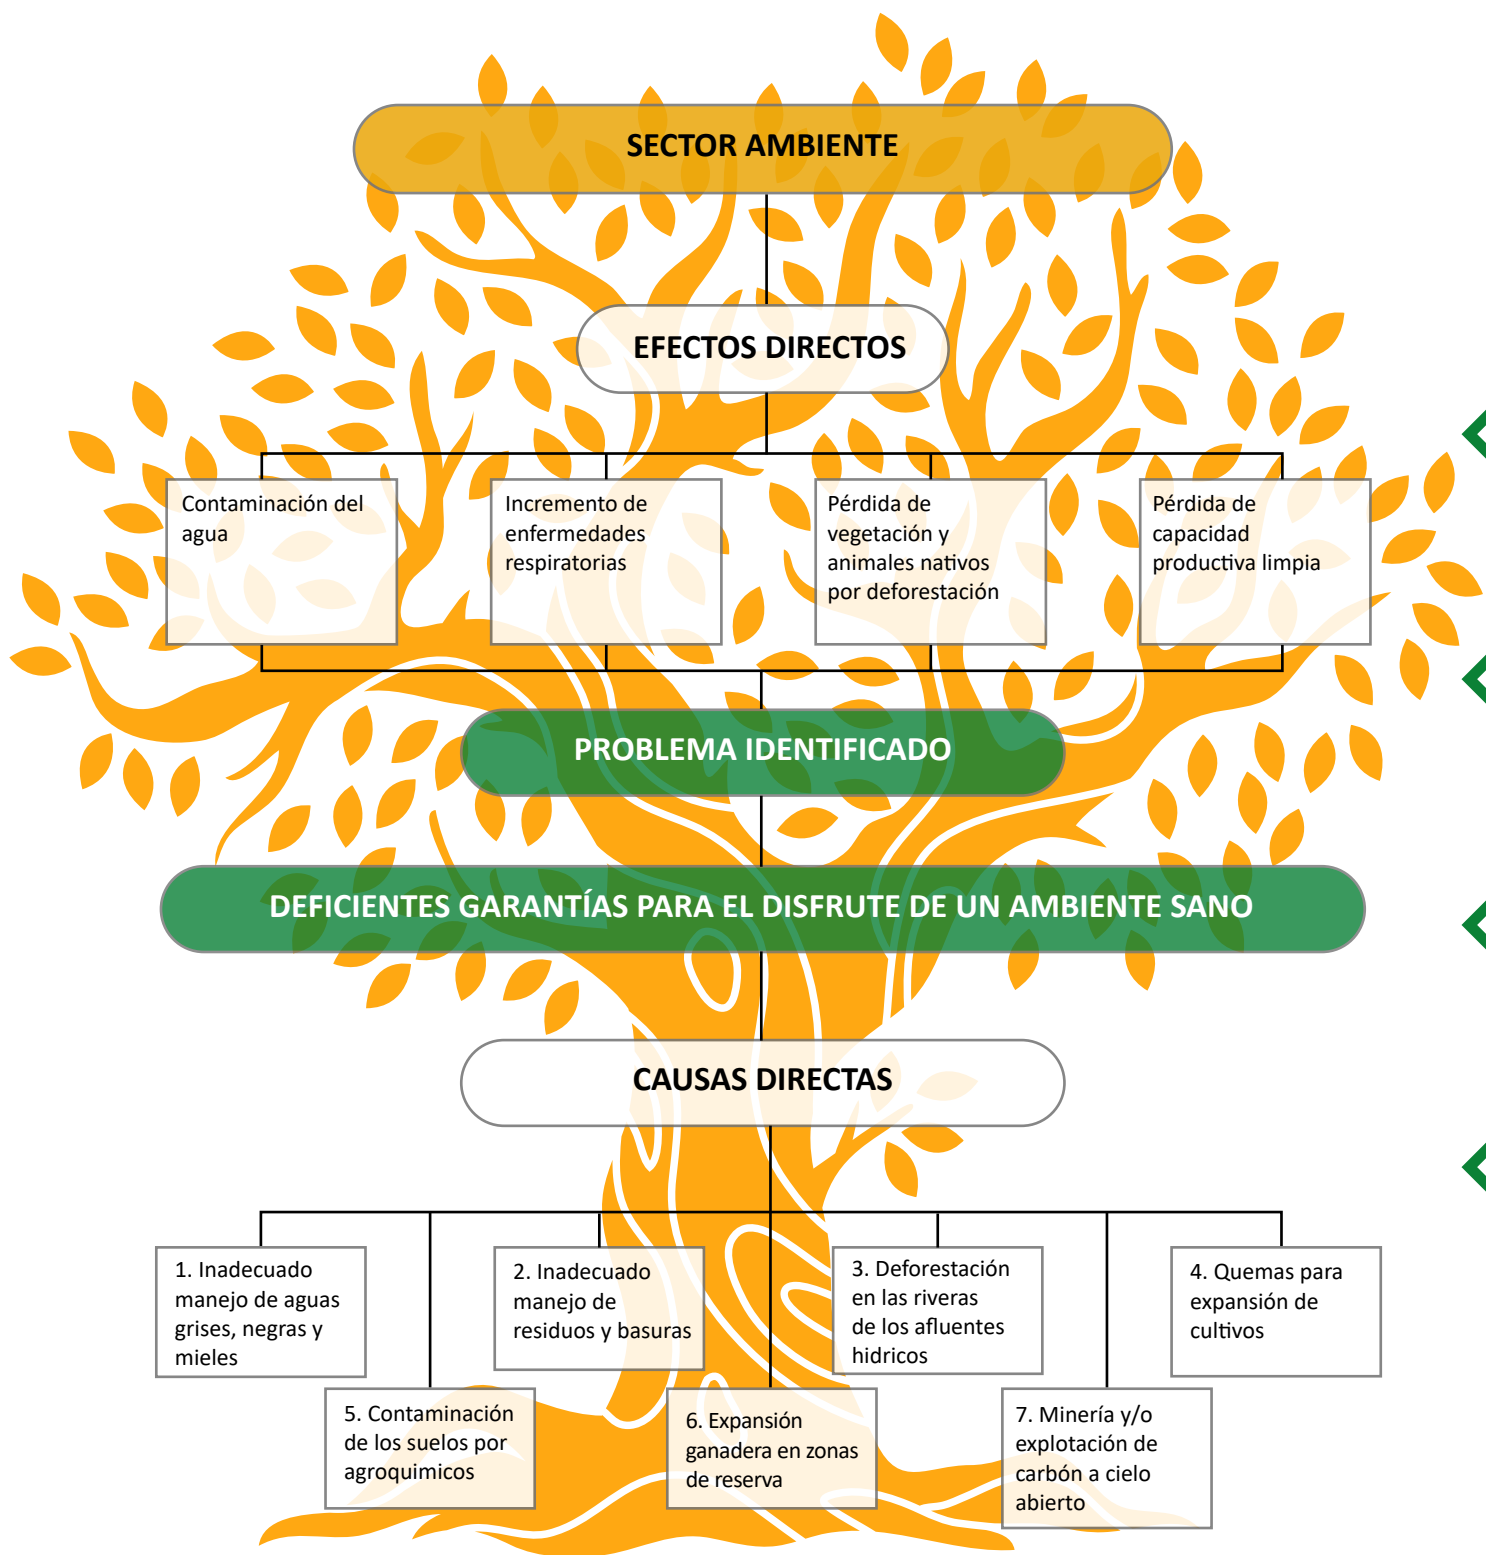 SECTOR AMBIENTE
EFECTOS DIRECTOS
Contaminación del
agua
Incremento de
enfermedades
respiratorias
Pérdida de
vegetación y
animales nativos
por deforestación
Pérdida de
capacidad
productiva limpia
PROBLEMA IDENTIFICADO
DEFICIENTES GARANTÍAS PARA EL DISFRUTE DE UN AMBIENTE SANO
CAUSAS DIRECTAS
1. Inadecuado
manejo de aguas
grises, negras y
mieles
2. Inadecuado
manejo de
residuos y basuras
3. Deforestación
en las riveras
de los afluentes
hidricos
4. Quemas para
expansión de
cultivos
5. Contaminación
de los suelos por
agroquimicos
6. Expansión
ganadera en zonas
de reserva
7. Minería y/o
explotación de
carbón a cielo
abierto